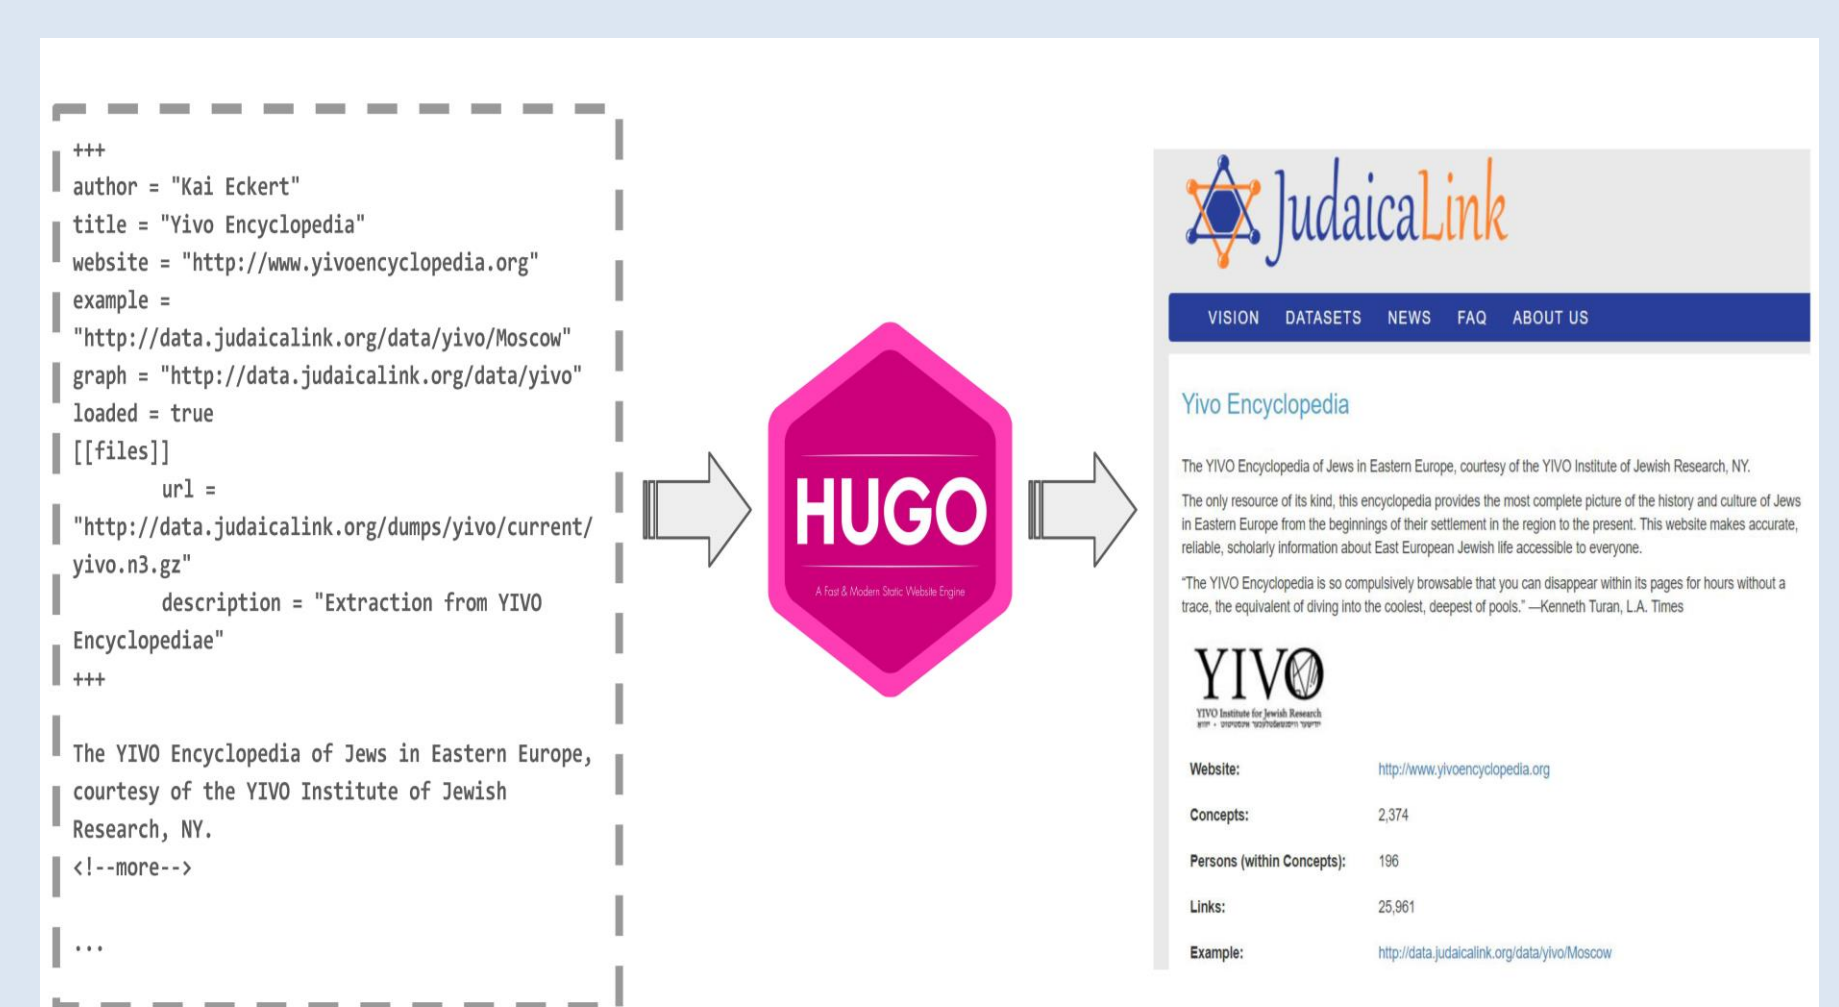 +++
author = "Kai Eckert"
title = "Yivo Encyclopedia"
website = "http://www.yivoencyclopedia.org"
example =
"http://data.judaicalink.org/data/yivo/Moscow"
graph = "http://data.judaicalink.org/data/yivo"
loaded = true
[[files]]
url =
"http://data.judaicalink.org/dumps/yivo/current/
yivo.n3.gz"
description = "Extraction from YIVO
Encyclopediae"
+++
The YIVO Encyclopedia of Jews in Eastern Europe,
courtesy of the YIVO Institute of Jewish
Research, NY.
<!--more-->
...
HUGO
A Fast & Modern Static Website Engine
JudaicaLink
VISION DATASETS NEWS FAQ ABOUT US
Yivo Encyclopedia
The YIVO Encyclopedia of Jews in Eastern Europe, courtesy of the YIVO Institute of Jewish Research, NY.
The only resource of its kind, this encyclopedia provides the most complete picture of the history and culture of Jews
in Eastern Europe from the beginnings of their settlement in the region to the present. This website makes accurate,
reliable, scholarly information about East European Jewish life accessible to everyone.
“The YIVO Encyclopedia is so compulsively browsable that you can disappear within its pages for hours without a
trace, the equivalent of diving into the coolest, deepest of pools.” —Kenneth Turan, L.A. Times
YIVO
YIVO Institute for Jewish Research
Website: http://www.yivoencyclopedia.org
Concepts: 2,374
Persons (within Concepts): 196
Links: 25,961
Example: http://data.judaicalink.org/data/yivo/Moscow